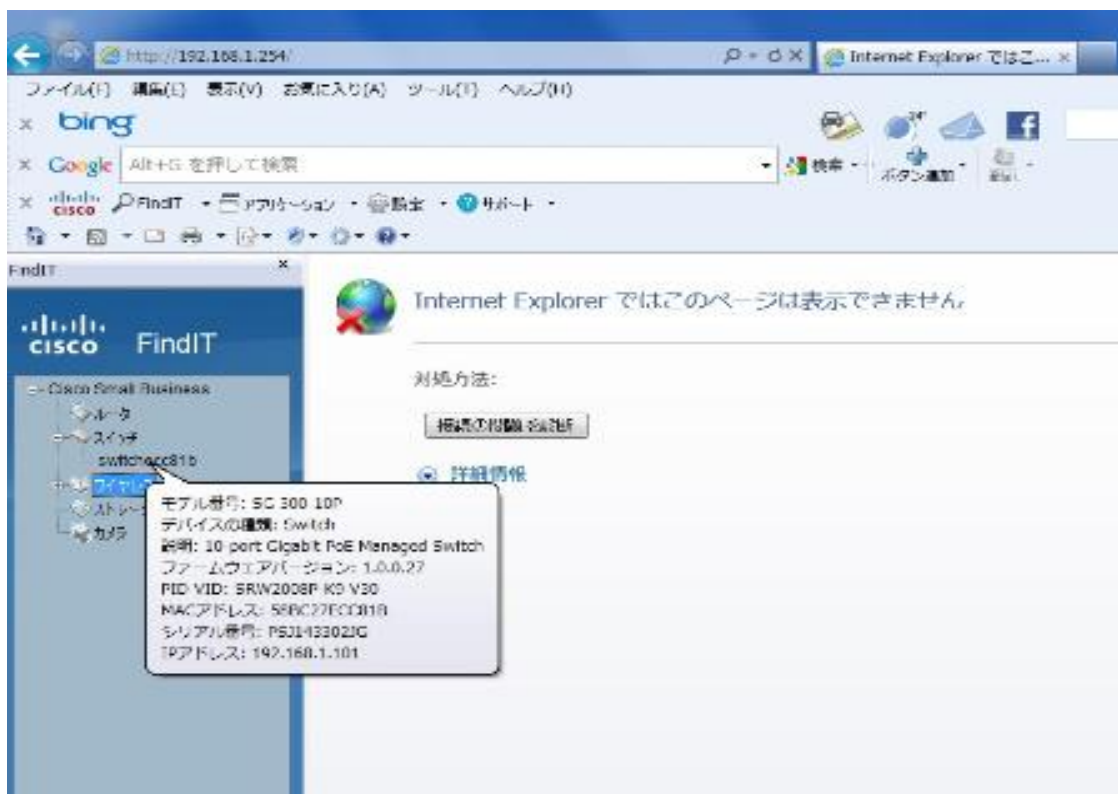 http://192.168.1.254/
Internet Explorer ではこ...
ファイル(F) 編集(E) 表示(V) お気に入り(A) ツール(T) ヘルプ(H)
bing
24°
Google Alt+G を押して検索
検索
ボタン追加
cisco FindIT アプリケーション 設定 サポート
FindIT
Internet Explorer ではこのページは表示できません
cisco FindIT
対処方法:
Cisco Small Business
接続の問題を診断
ルータ
スイッチ
switchecc81b
詳細情報
ワイヤレス
カメラ
モデル番号: SG 300-10P
デバイスの種類: Switch
説明: 10-port Gigabit PoE Managed Switch
ファームウェアバージョン: 1.0.0.27
PID VID: SRW2008P-K9 V30
MACアドレス: 58BC27ECC81B
シリアル番号: PSJ143302JG
IPアドレス: 192.168.1.101